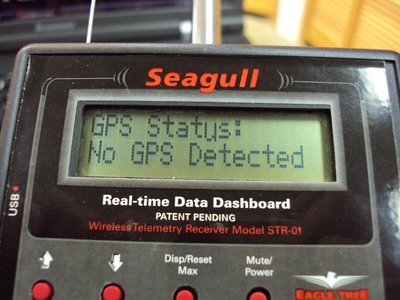 Seagull
GPS Status:
No GPS Detected
Real-time Data Dashboard
PATENT PENDING
Wireless Telemetry Receiver Model STR-01
USB
Disp/Reset
Max
Mute/
Power
EAGLE TREE